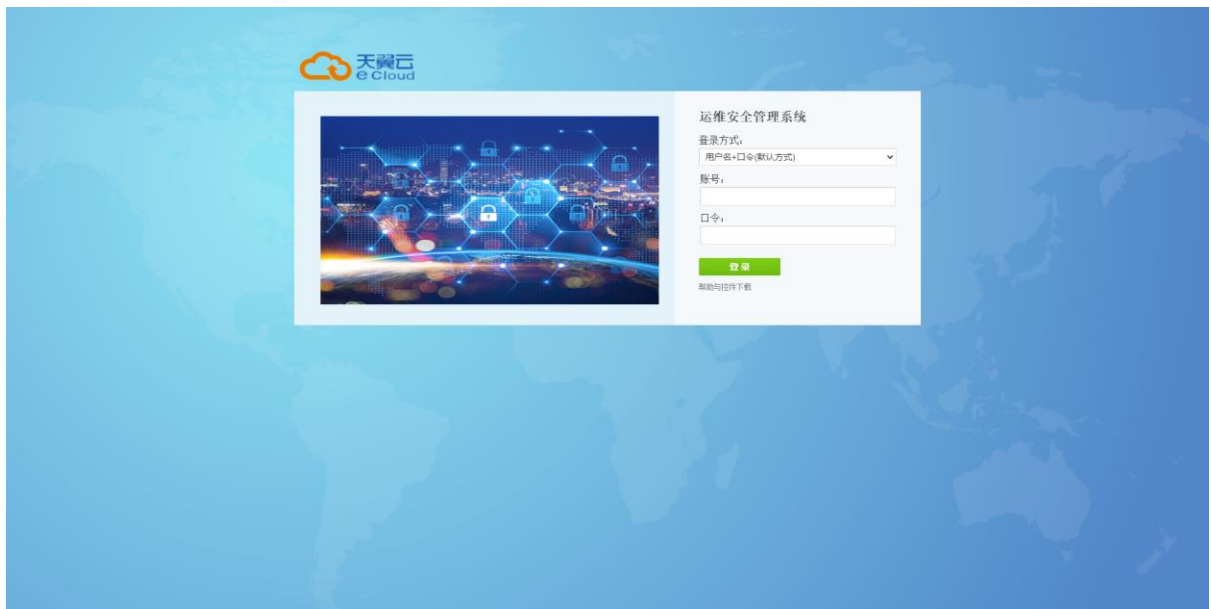 天翼云
e Cloud
运维安全管理系统
登录方式:
用户名+口令(默认方式)
账号:
口令:
登录
帮助与控件下载